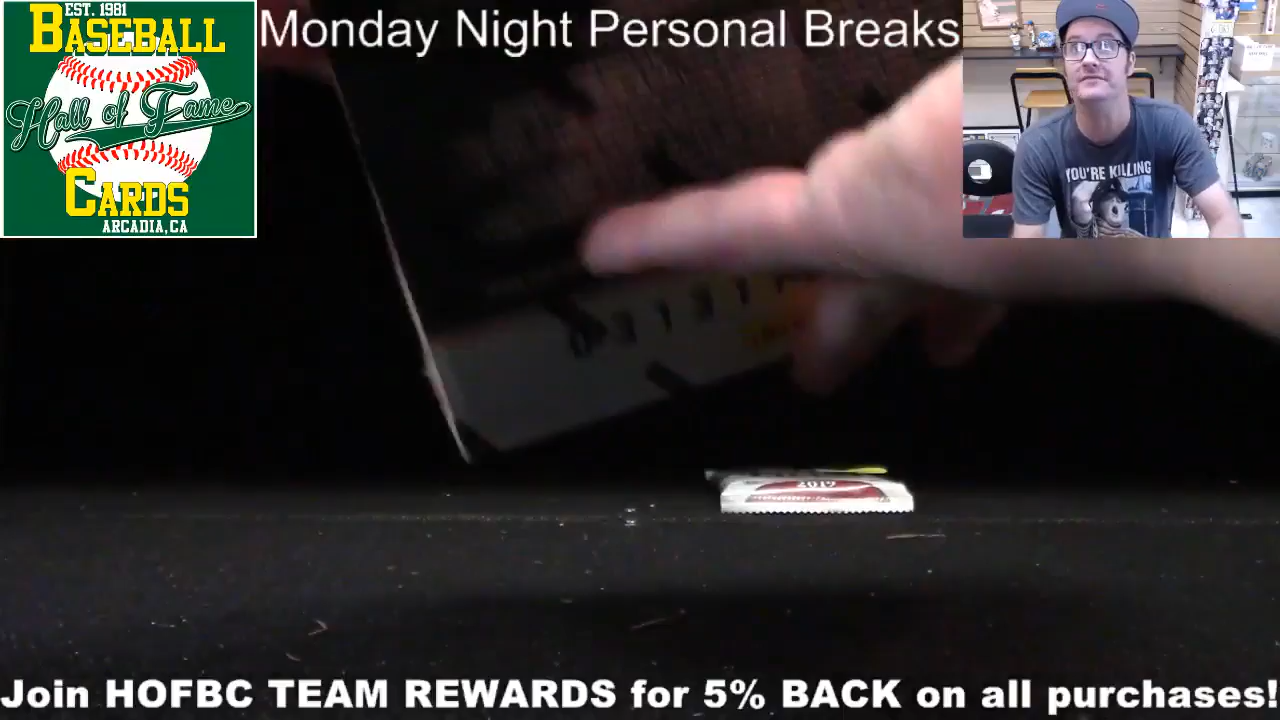 EST. 1981
BASEBALL
Hall of Fame
CARDS
ARCADIA, CA
Monday Night Personal Breaks
YOU'RE KILLING
2019
Join HOFBC TEAM REWARDS for 5% BACK on all purchases!